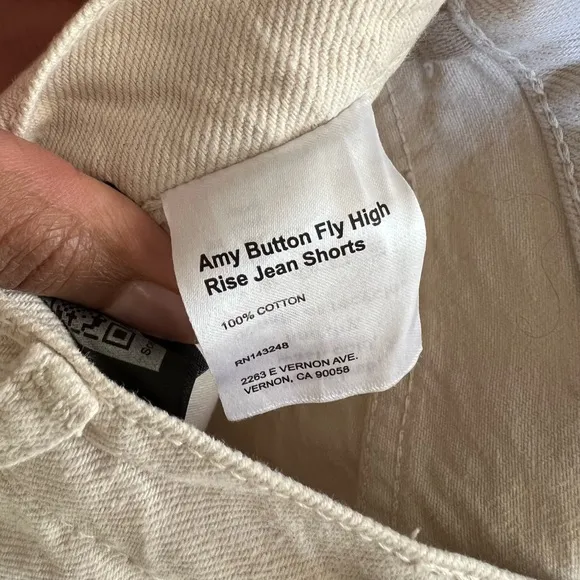 Amy Button Fly High
Rise Jean Shorts
100% COTTON
RN143248
2263 E VERNON AVE.
VERNON, CA 90058